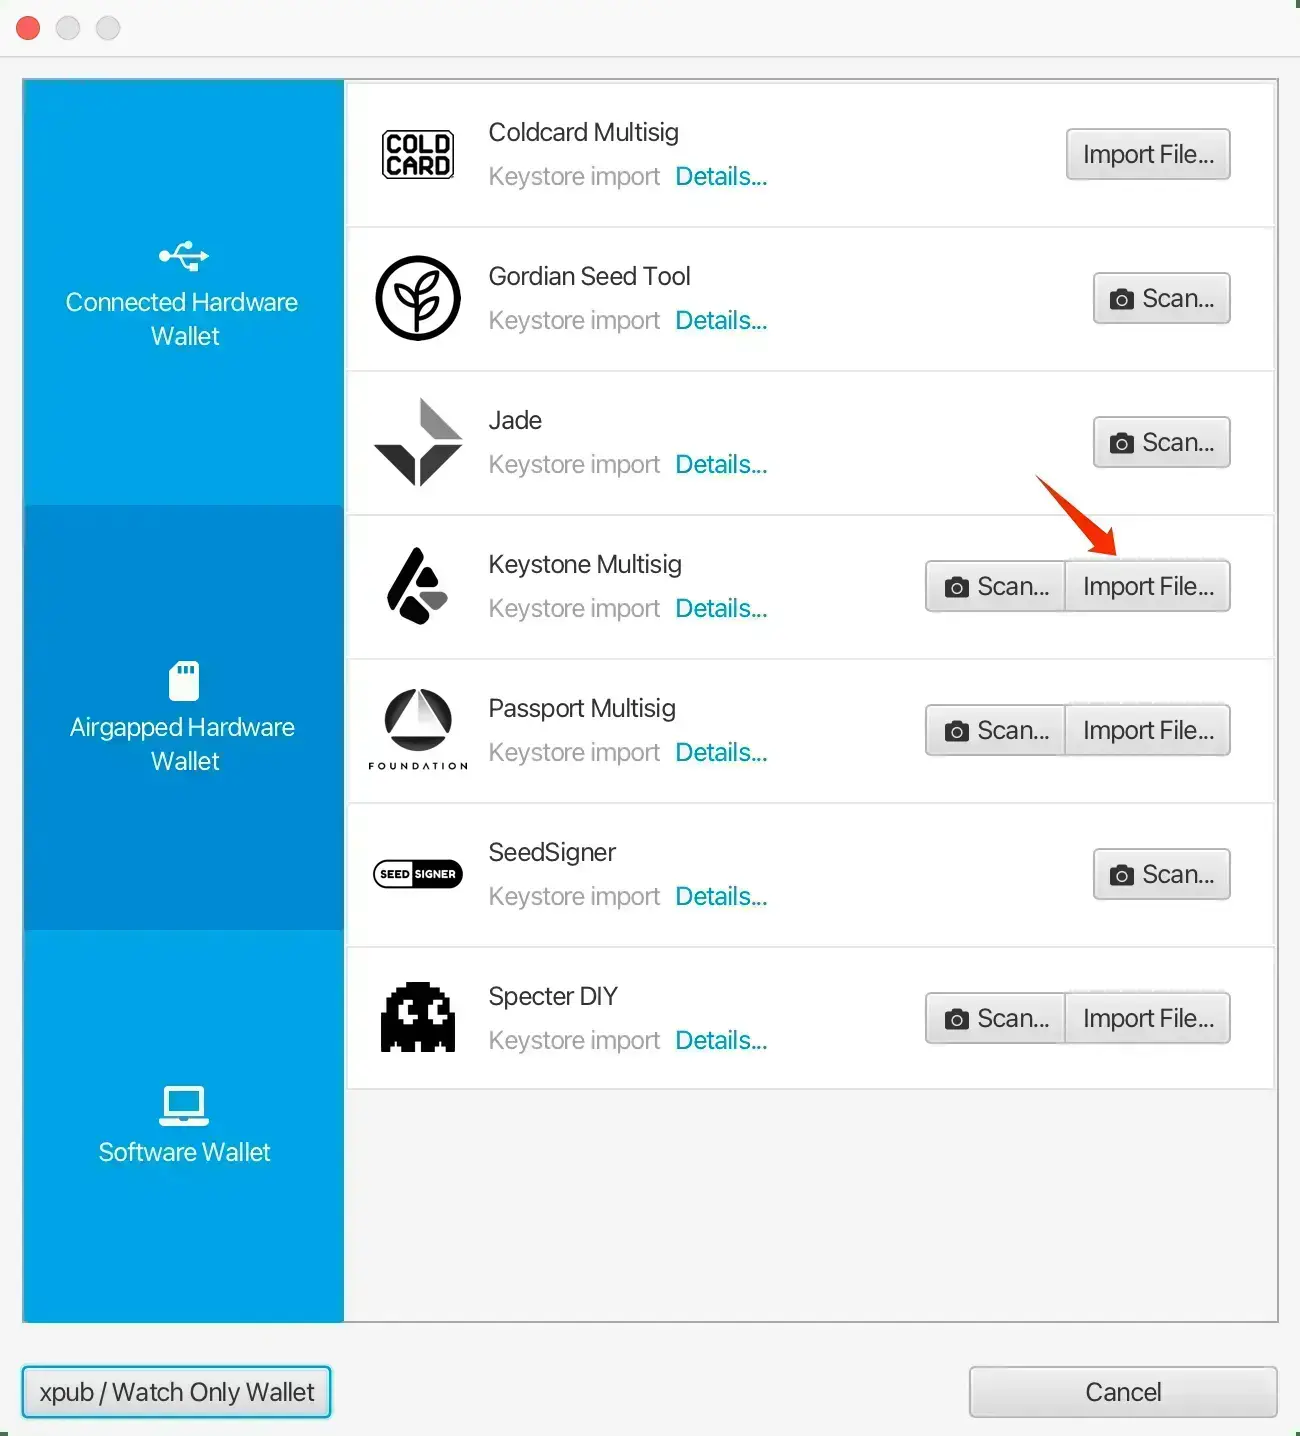 Connected Hardware
Wallet
Airgapped Hardware
Wallet
Software Wallet
COLD
CARD
Coldcard Multisig
Keystore import Details...
Import File...
Gordian Seed Tool
Keystore import Details...
Scan...
Jade
Keystore import Details...
Scan...
Keystone Multisig
Keystore import Details...
Scan... Import File...
FOUNDATION
Passport Multisig
Keystore import Details...
Scan... Import File...
SEED SIGNER
SeedSigner
Keystore import Details...
Scan...
Specter DIY
Keystore import Details...
Scan... Import File...
xpub / Watch Only Wallet
Cancel